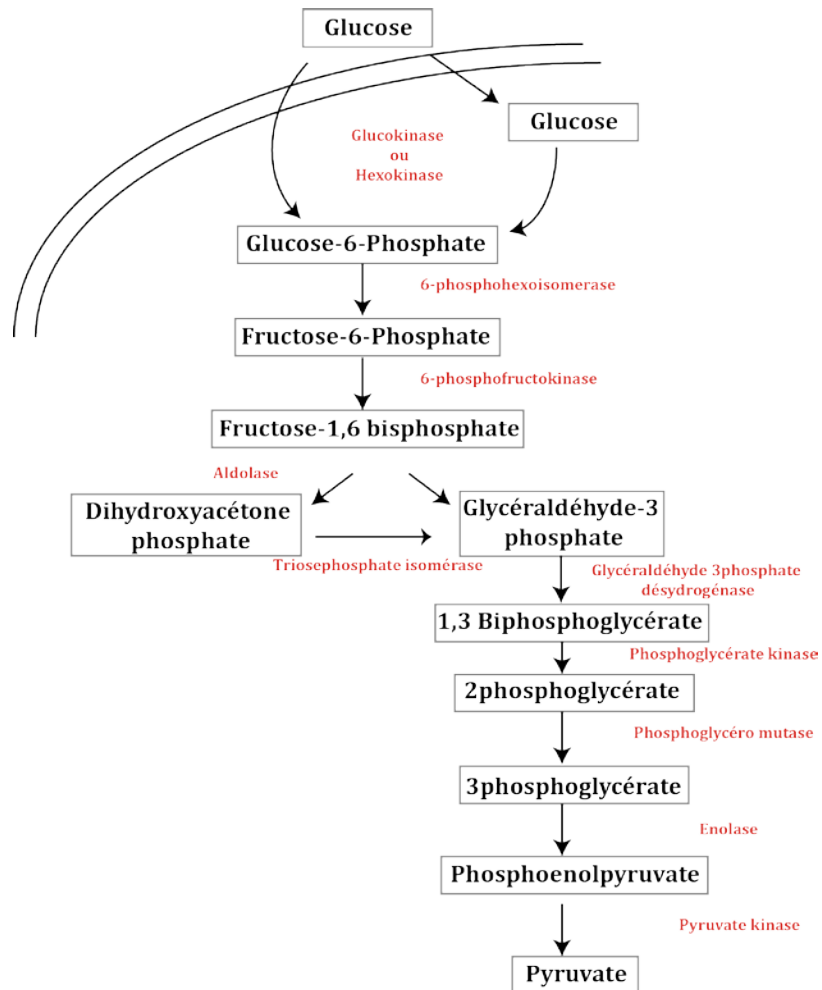 Glucose
Glucose
Glucokinase
ou
Hexokinase
Glucose-6-Phosphate
6-phosphohexoisomerase
Fructose-6-Phosphate
6-phosphofructokinase
Fructose-1,6 bisphosphate
Aldolase
Dihydroxyacétone
phosphate
Glycéraldéhyde-3
phosphate
Triosephosphate isomérase
Glycéraldéhyde 3phosphate
désydrogénase
1,3 Biphosphoglycérate
Phosphoglycérate kinase
2phosphoglycérate
Phosphoglycéro mutase
3phosphoglycérate
Enolase
Phosphoenolpyruvate
Pyruvate kinase
Pyruvate